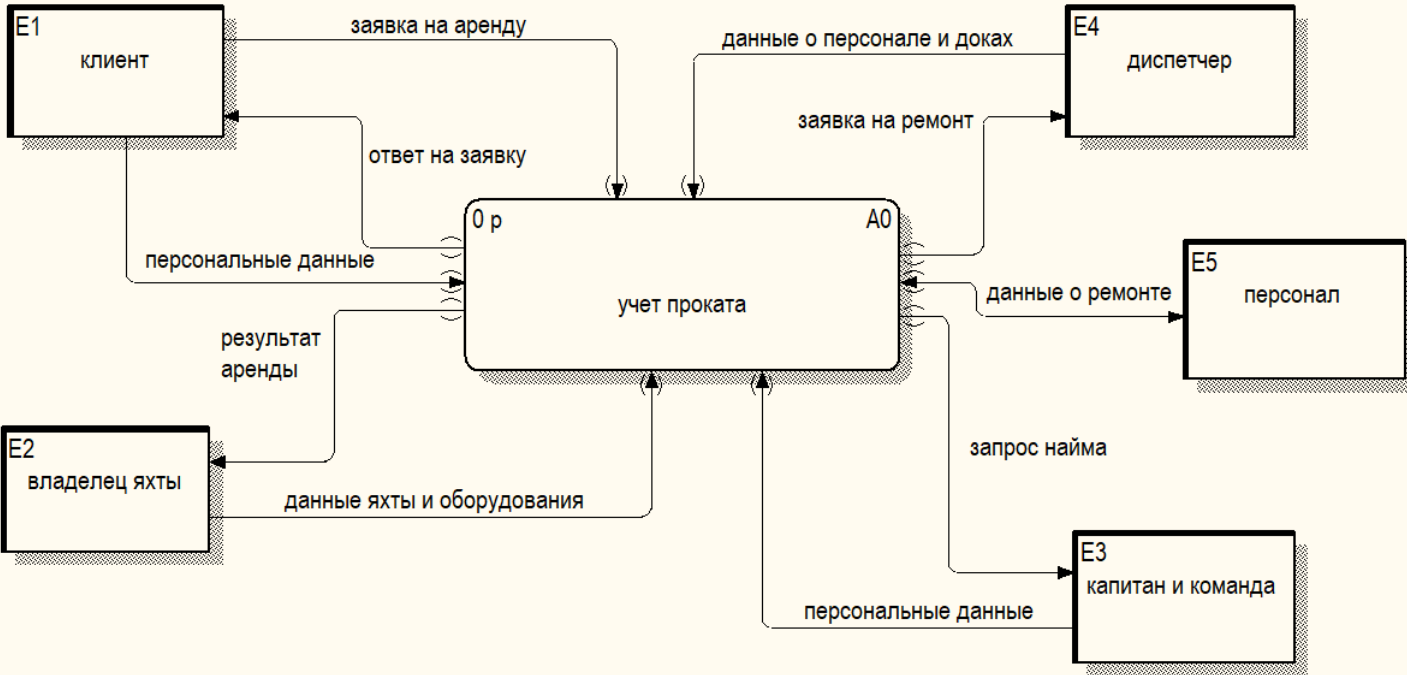 E1
клиент
заявка на аренду
данные о персонале и доках
E4
диспетчер
заявка на ремонт
ответ на заявку
0 р
A0
учет проката
персональные данные
E5
персонал
данные о ремонте
результат
аренды
E2
владелец яхты
данные яхты и оборудования
запрос найма
E3
капитан и команда
персональные данные